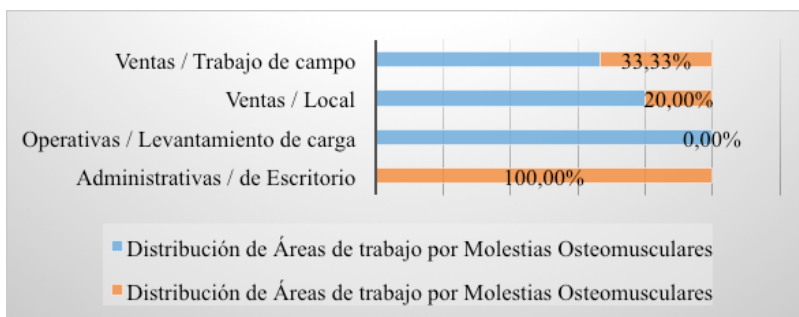 Ventas / Trabajo de campo 33,33%
Ventas / Local 20,00%
Operativas / Levantamiento de carga 0,00%
Administrativas / de Escritorio 100,00%
Distribución de Áreas de trabajo por Molestias Osteomusculares
Distribución de Áreas de trabajo por Molestias Osteomusculares